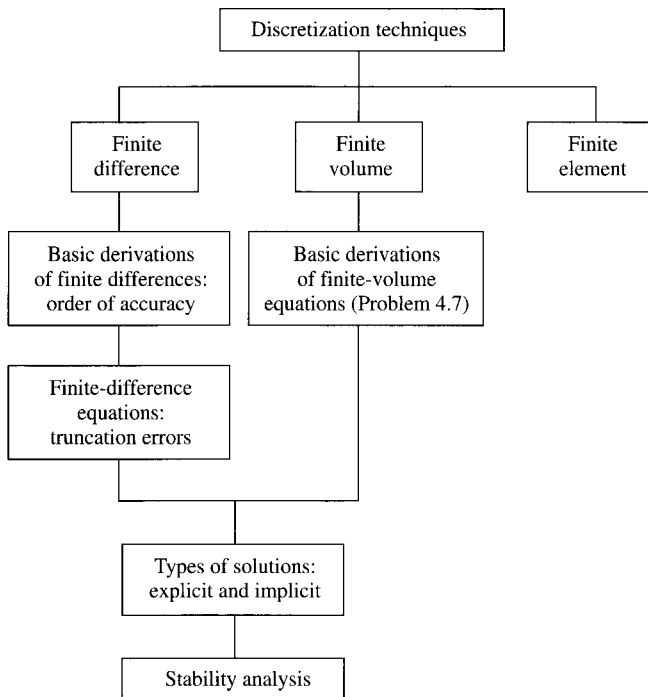 Discretization techniques
Finite
difference
Finite
volume
Finite
element
Basic derivations
of finite differences:
order of accuracy
Basic derivations
of finite-volume
equations (Problem 4.7)
Finite-difference
equations:
truncation errors
Types of solutions:
explicit and implicit
Stability analysis